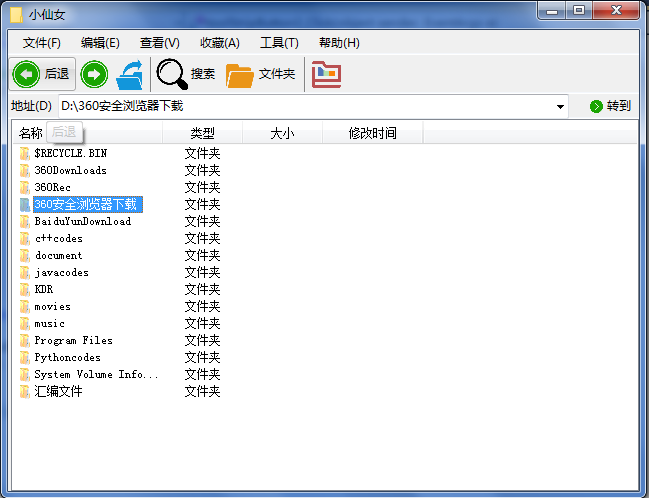 小仙女
文件(F) 编辑(E) 查看(V) 收藏(A) 工具(T) 帮助(H)
后退 搜索 文件夹
地址(D) D:\360安全浏览器下载 转到
名称 后退 类型 大小 修改时间
$RECYCLE.BIN 文件夹
360Downloads 文件夹
360Rec 文件夹
360安全浏览器下载 文件夹
BaiduYunDownload 文件夹
c++codes 文件夹
document 文件夹
javacodes 文件夹
KDR 文件夹
movies 文件夹
music 文件夹
Program Files 文件夹
Pythoncodes 文件夹
System Volume Info... 文件夹
汇编文件 文件夹